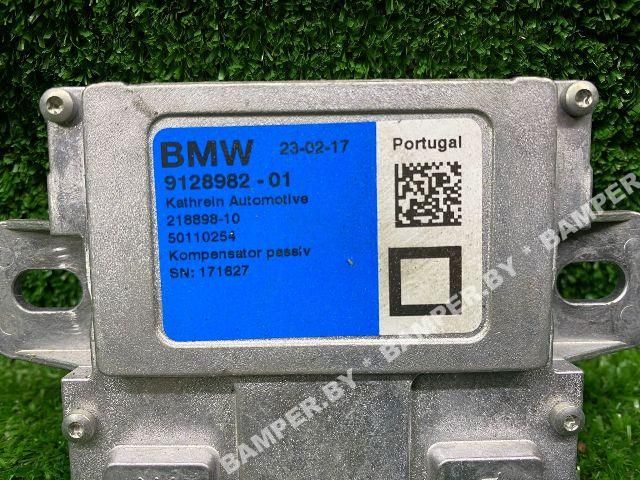 BMW 23-02-17
9128982-01
Kathrein Automotive
218898-10
50110254
Kompensator passiv
SN: 171627
Portugal
BAMPER.BY * BAMPER.BY * BAMPER.BY